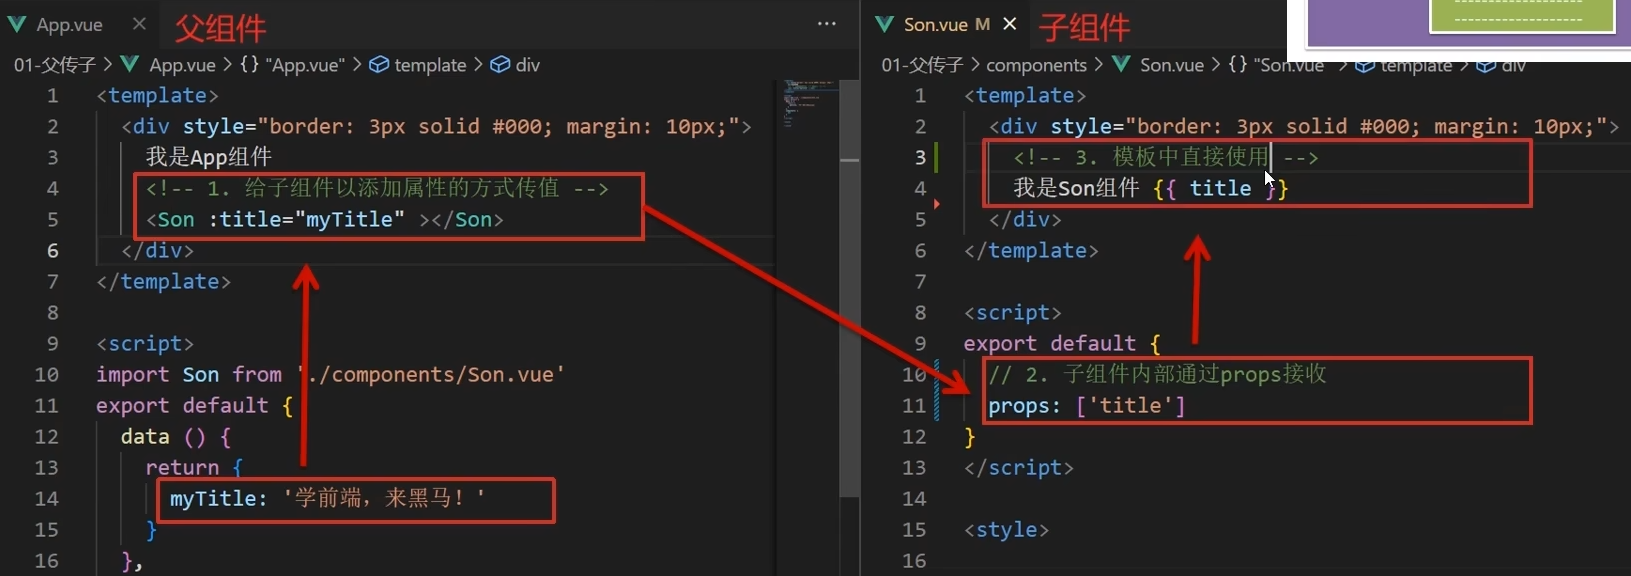 App.vue
父组件
01-父传子 > App.vue > {} "App.vue" > template > div
1 <template>
2 <div style="border: 3px solid #000; margin: 10px;">
3 我是App组件
4 <!-- 1. 给子组件以添加属性的方式传值 -->
5 <Son :title="myTitle" ></Son>
6 </div>
7 </template>
8
9 <script>
10 import Son from './components/Son.vue'
11 export default {
12 data () {
13 return {
14 myTitle: '学前端，来黑马！'
15 }
16 },
Son.vue M
子组件
01-父传子 > components > Son.vue > {} "Son.vue > template > div
1 <template>
2 <div style="border: 3px solid #000; margin: 10px;">
3 <!-- 3. 模板中直接使用 -->
4 我是Son组件 {{ title }}
5 </div>
6 </template>
7
8 <script>
9 export default {
10 // 2. 子组件内部通过props接收
11 props: ['title']
12 }
13 </script>
14
15 <style>
16